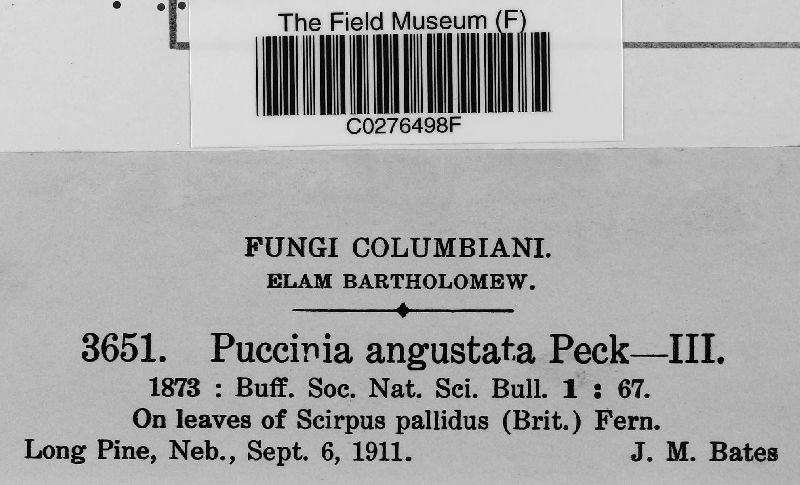 The Field Museum (F)
C0276498F
FUNGI COLUMBIANI.
ELAM BARTHOLOMEW.
3651. Puccinia angustata Peck—III.
1873 : Buff. Soc. Nat. Sci. Bull. 1 : 67.
On leaves of Scirpus pallidus (Brit.) Fern.
Long Pine, Neb., Sept. 6, 1911. J. M. Bates